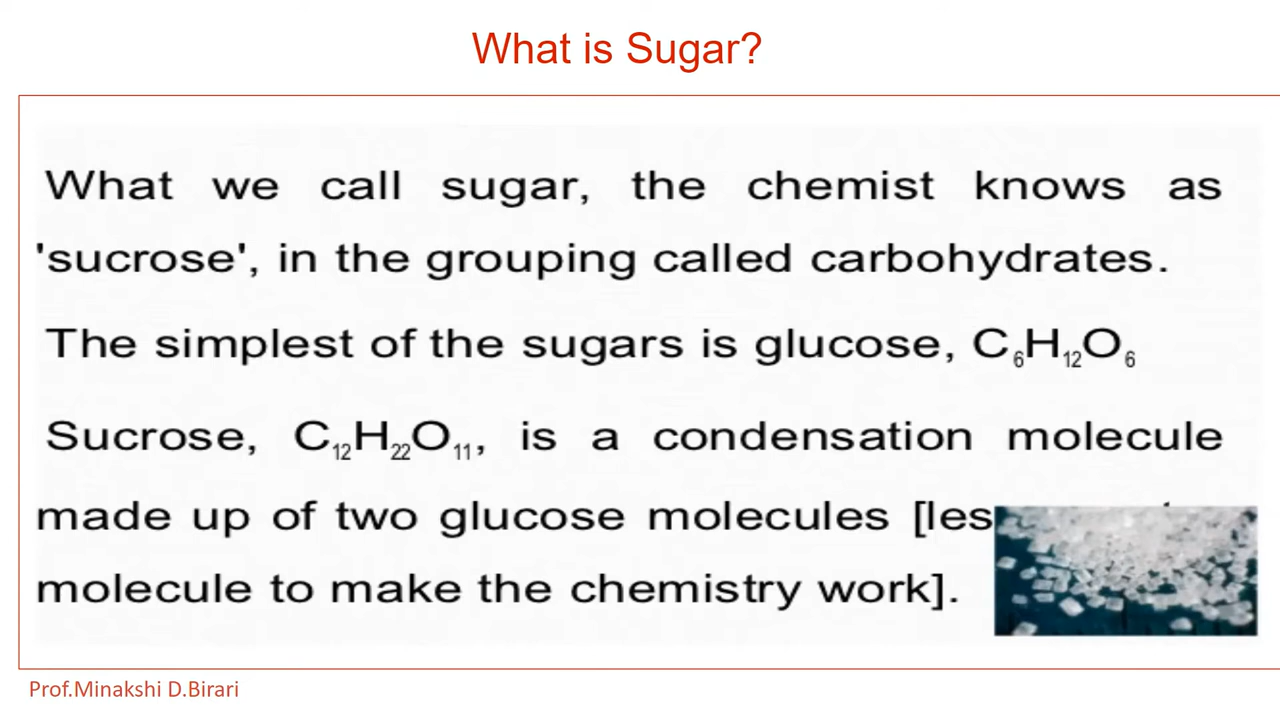 What is Sugar?
What we call sugar, the chemist knows as
'sucrose', in the grouping called carbohydrates.
The simplest of the sugars is glucose, C₆H₁₂O₆
Sucrose, C₁₂H₂₂O₁₁, is a condensation molecule
made up of two glucose molecules
molecule to make the chemistry work].
Prof.Minakshi D.Birari